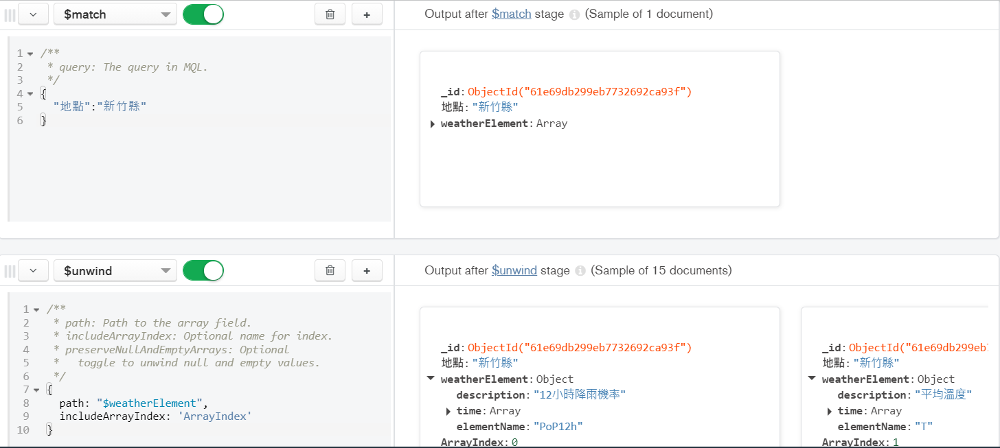 $match
Output after $match stage (Sample of 1 document)
1 /**
2 * query: The query in MQL.
3 */
4 {
5 "地點":"新竹縣"
6 }
_id: ObjectId("61e69db299eb7732692ca93f")
地點: "新竹縣"
weatherElement: Array
$unwind
Output after $unwind stage (Sample of 15 documents)
1 /**
2 * path: Path to the array field.
3 * includeArrayIndex: Optional name for index.
4 * preserveNullAndEmptyArrays: Optional
5 * toggle to unwind null and empty values.
6 */
7 {
8 path: "$weatherElement",
9 includeArrayIndex: 'ArrayIndex'
10 }
_id: ObjectId("61e69db299eb7732692ca93f")
地點: "新竹縣"
weatherElement: Object
description: "12小時降雨機率"
time: Array
elementName: "PoP12h"
ArrayIndex: 0
_id: ObjectId("61e69db299eb
地點: "新竹縣"
weatherElement: Object
description: "平均溫度"
time: Array
elementName: "T"
ArrayIndex: 1